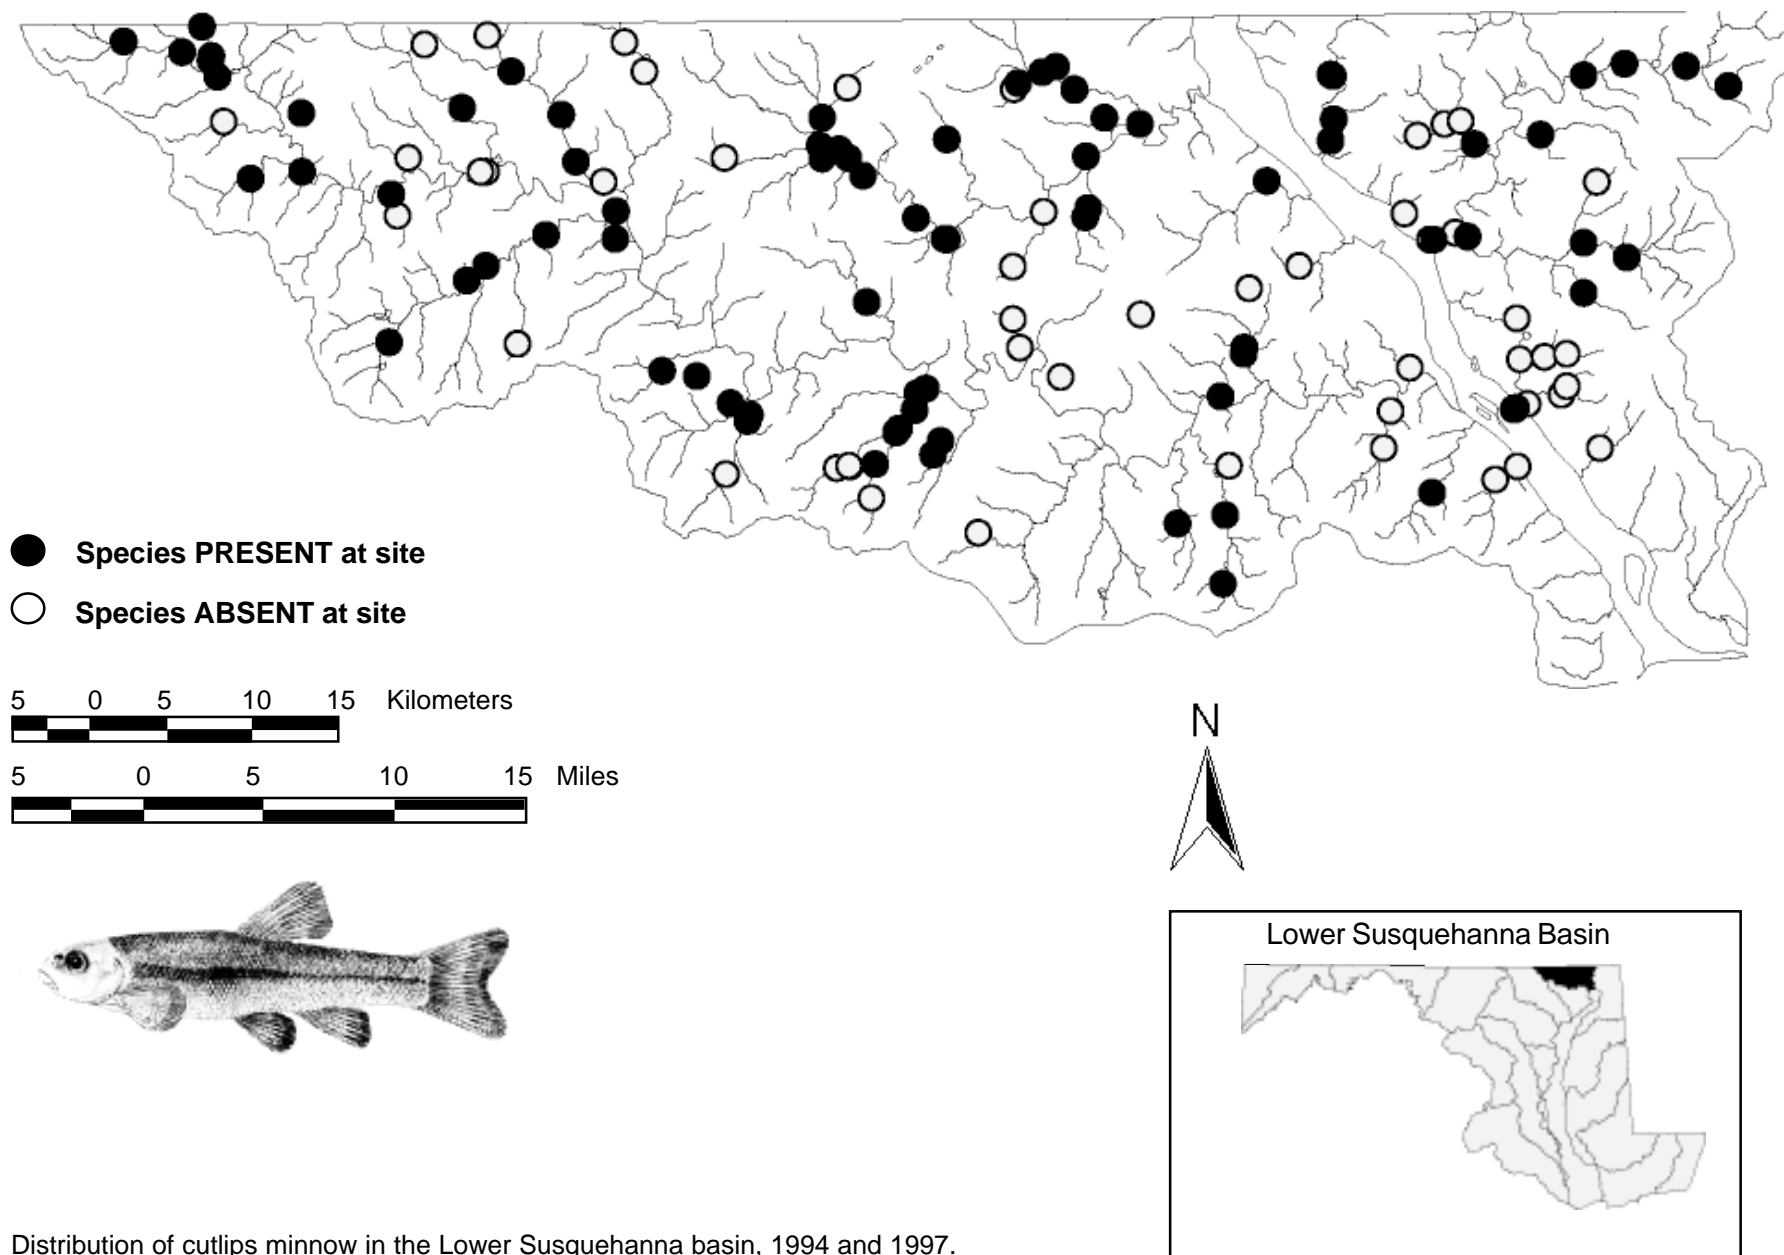 Species PRESENT at site
Species ABSENT at site
5 0 5 10 15 Kilometers
5 0 5 10 15 Miles
N
Lower Susquehanna Basin
Distribution of cutlips minnow in the Lower Susquehanna basin, 1994 and 1997.